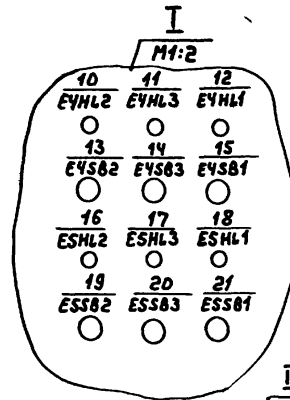 I
M1:2
10 11 12
E4HL2 E4HL3 E4HL1
13 14 15
E4SB2 E4SB3 E4SB1
16 17 18
E5HL2 E5HL3 E5HL1
19 20 21
E5SB2 E5SB3 E5SB1